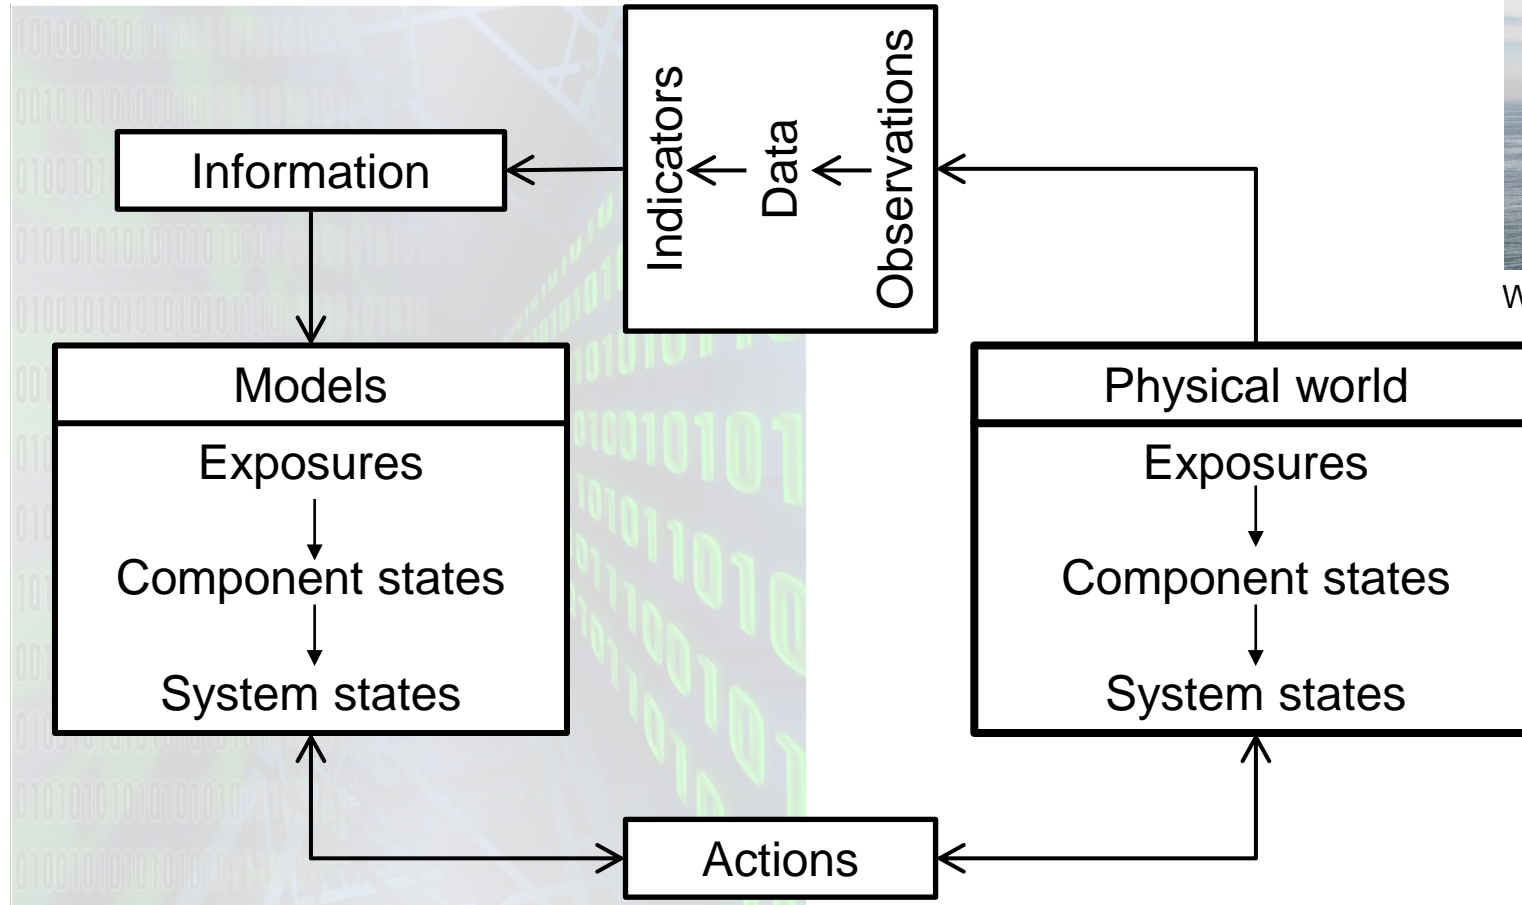 Indicators
Data
Observations
Information
Models
Exposures
Component states
System states
Physical world
Exposures
Component states
System states
Actions